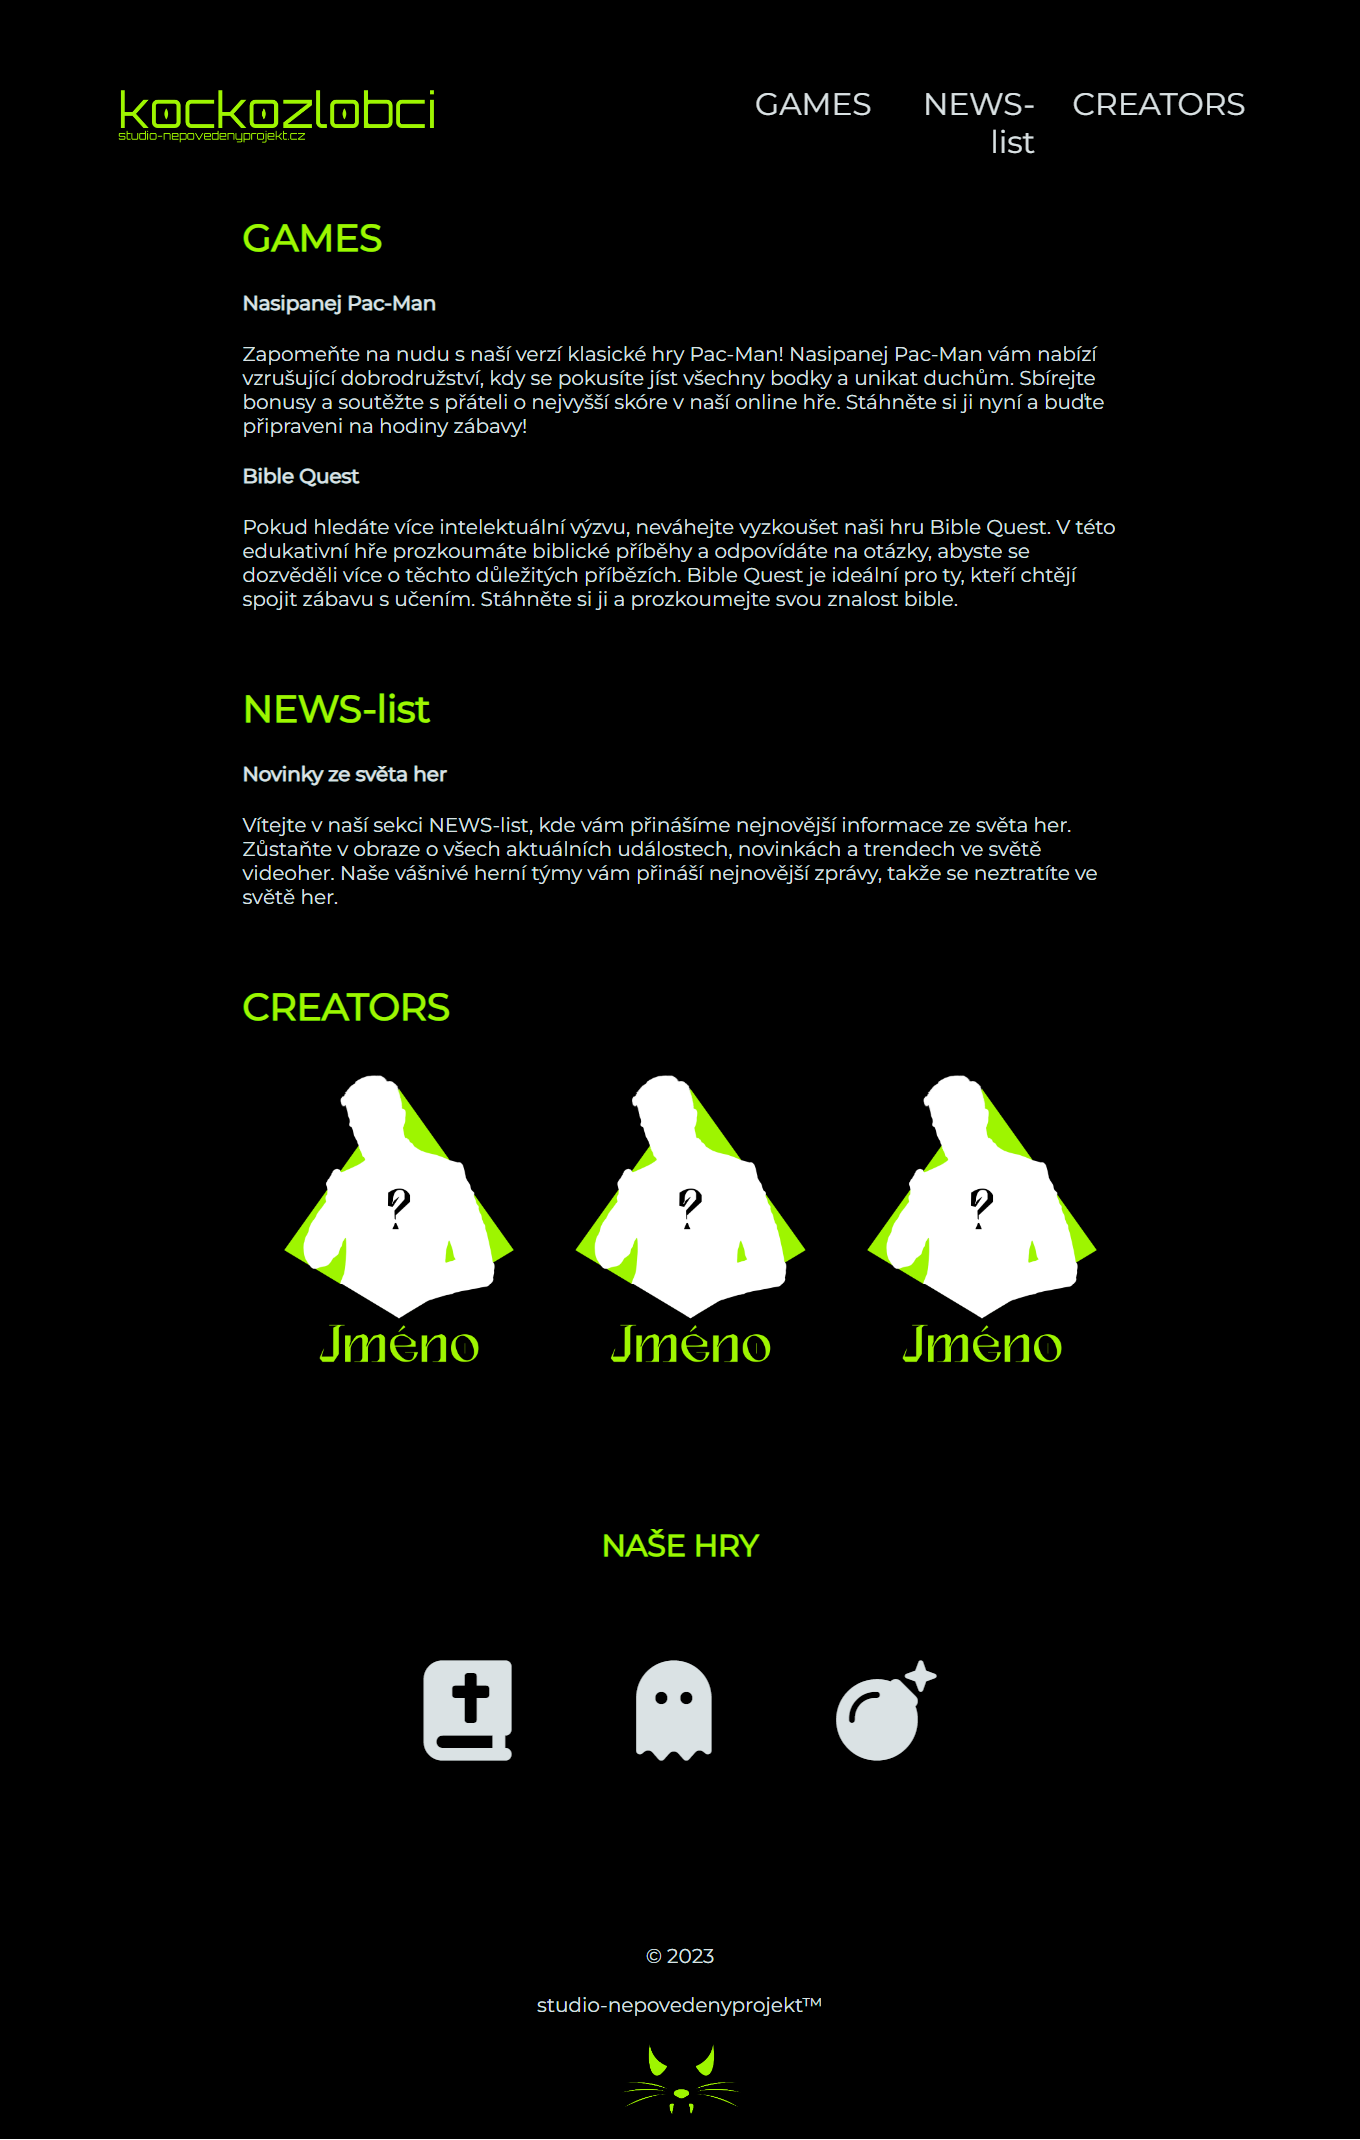 kockozlobci
studio-nepovedenyprojekt.cz
GAMES
NEWS-
list
CREATORS
GAMES
Nasipanej Pac-Man
Zapomeňte na nudu s naší verzí klasické hry Pac-Man! Nasipanej Pac-Man vám nabízí
vzrušující dobrodružství, kdy se pokusíte jíst všechny bodky a unikat duchům. Sbírejte
bonusy a soutěžte s přáteli o nejvyšší skóre v naší online hře. Stáhněte si ji nyní a buďte
připraveni na hodiny zábavy!
Bible Quest
Pokud hledáte více intelektuální výzvu, neváhejte vyzkoušet naši hru Bible Quest. V této
edukativní hře prozkoumáte biblické příběhy a odpovídáte na otázky, abyste se
dozvěděli více o těchto důležitých příbězích. Bible Quest je ideální pro ty, kteří chtějí
spojit zábavu s učením. Stáhněte si ji a prozkoumejte svou znalost bible.
NEWS-list
Novinky ze světa her
Vítejte v naší sekci NEWS-list, kde vám přinášíme nejnovější informace ze světa her.
Zůstaňte v obraze o všech aktuálních událostech, novinkách a trendech ve světě
videoher. Naše vášnivé herní týmy vám přináší nejnovější zprávy, takže se neztratíte ve
světě her.
CREATORS
? ? ?
Jméno Jméno Jméno
NAŠE HRY
© 2023
studio-nepovedenyprojekt™